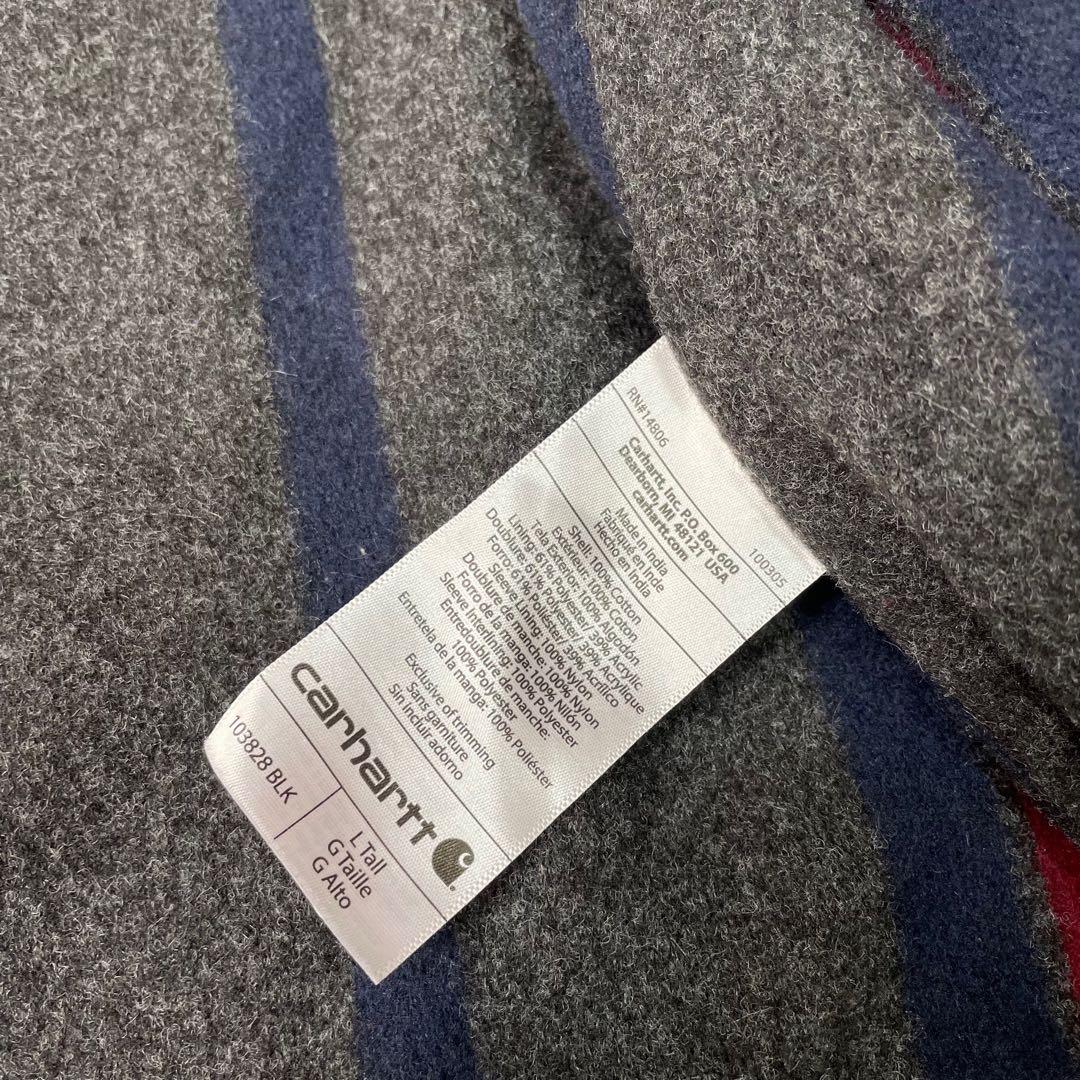 RN#14806
100305
Carhartt, Inc. P.O. Box 600
Dearborn, MI 48121 USA
carhartt.com
Made in India
Fabriqué en Inde
Hecho en India
Shell: 100% Cotton
Extérieur: 100% Coton
Tela Exterior: 100% Algodón
Lining: 61% Polyester / 39% Acrylic
Doublure: 61% Polyester / 39% Acrylique
Forro: 61% Poliéster / 39% Acrílico
Sleeve Lining: 100% Nylon
Doublure de manche: 100% Nylon
Forro de la manga: 100% Nilón
Sleeve Interlining: 100% Polyester
Entredoublure de manche:
100% Polyester
Entretela de la manga: 100% Poliéster
Exclusive of trimming
Sans garniture
Sin incluir adorno
carhartt
103828 BLK
L Tall
G Taille
G Alto